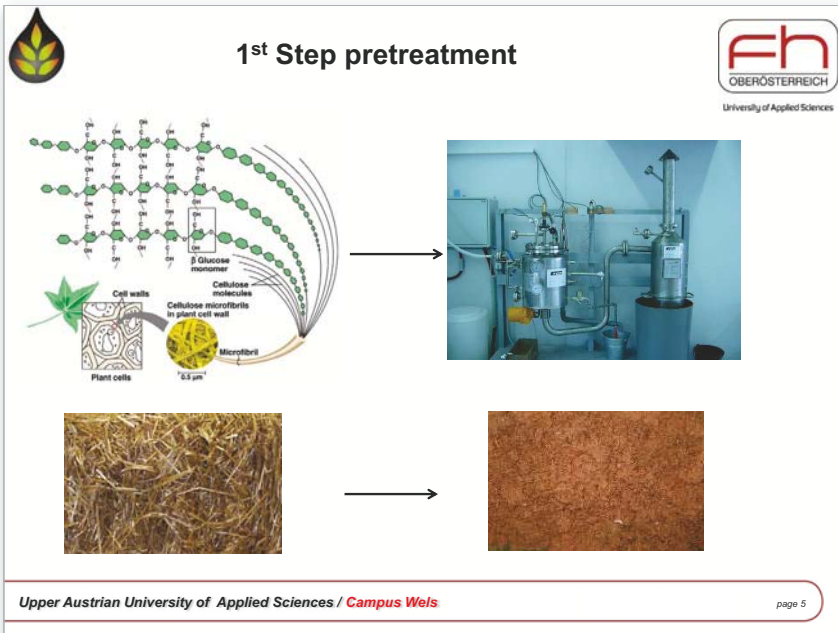 1st Step pretreatment
Fh
OBERÖSTERREICH
University of Applied Sciences
β Glucose
monomer
Cellulose
molecules
Cell walls
Cellulose microfibrils
in plant cell wall
Microfibril
0.5 µm
Plant cells
Upper Austrian University of Applied Sciences / Campus Wels
page 5